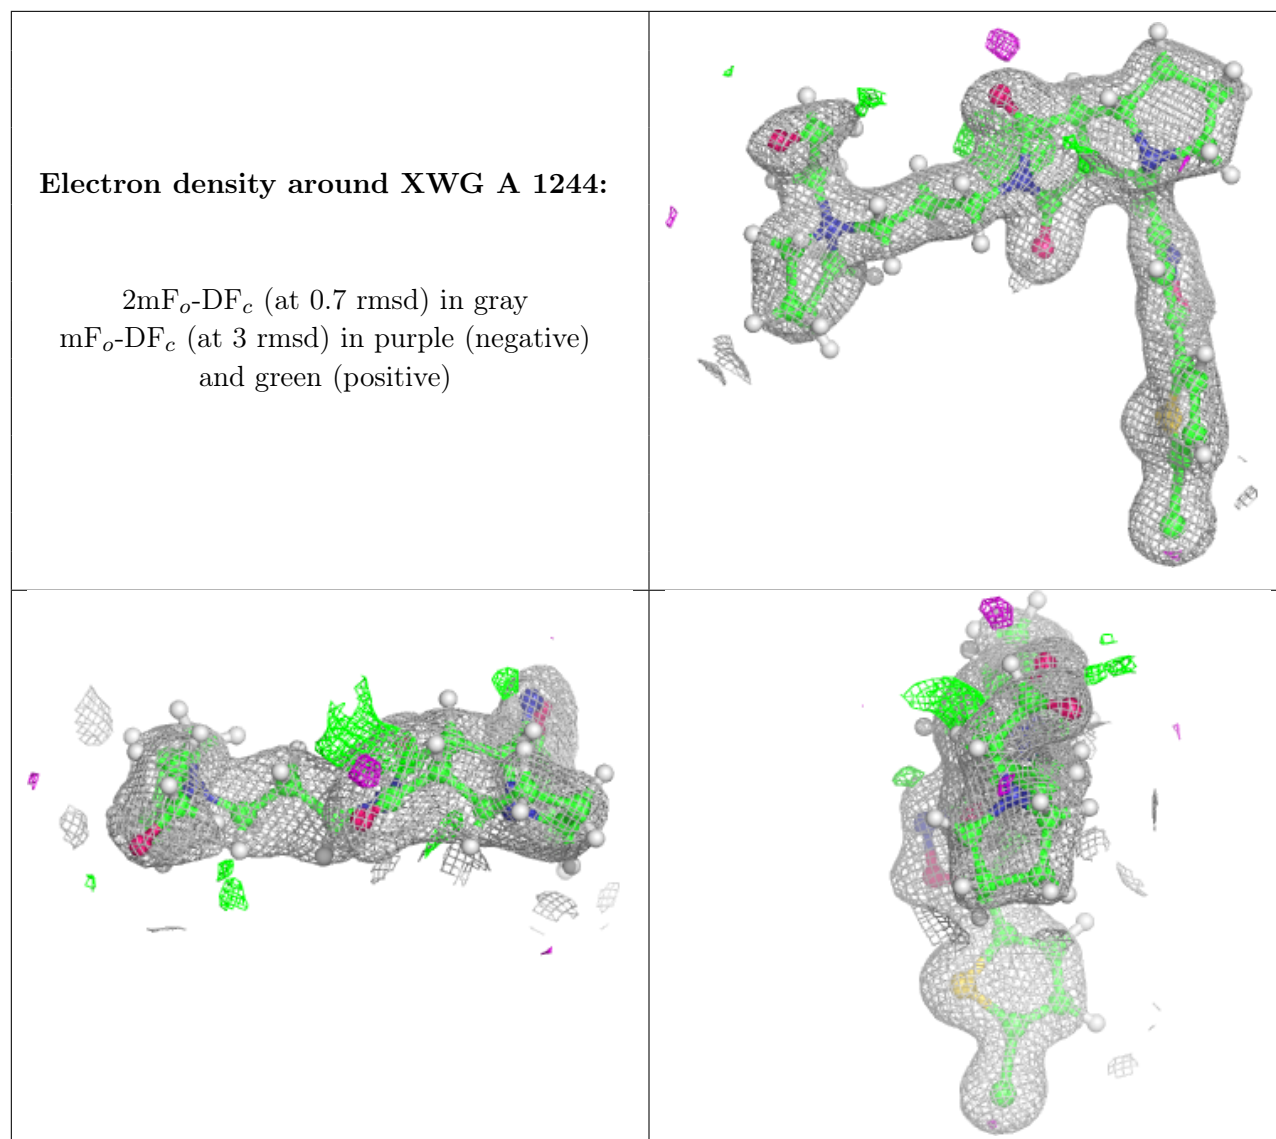 Electron density around XWG A 1244:
2mFo-DFc (at 0.7 rmsd) in gray
mFo-DFc (at 3 rmsd) in purple (negative)
and green (positive)